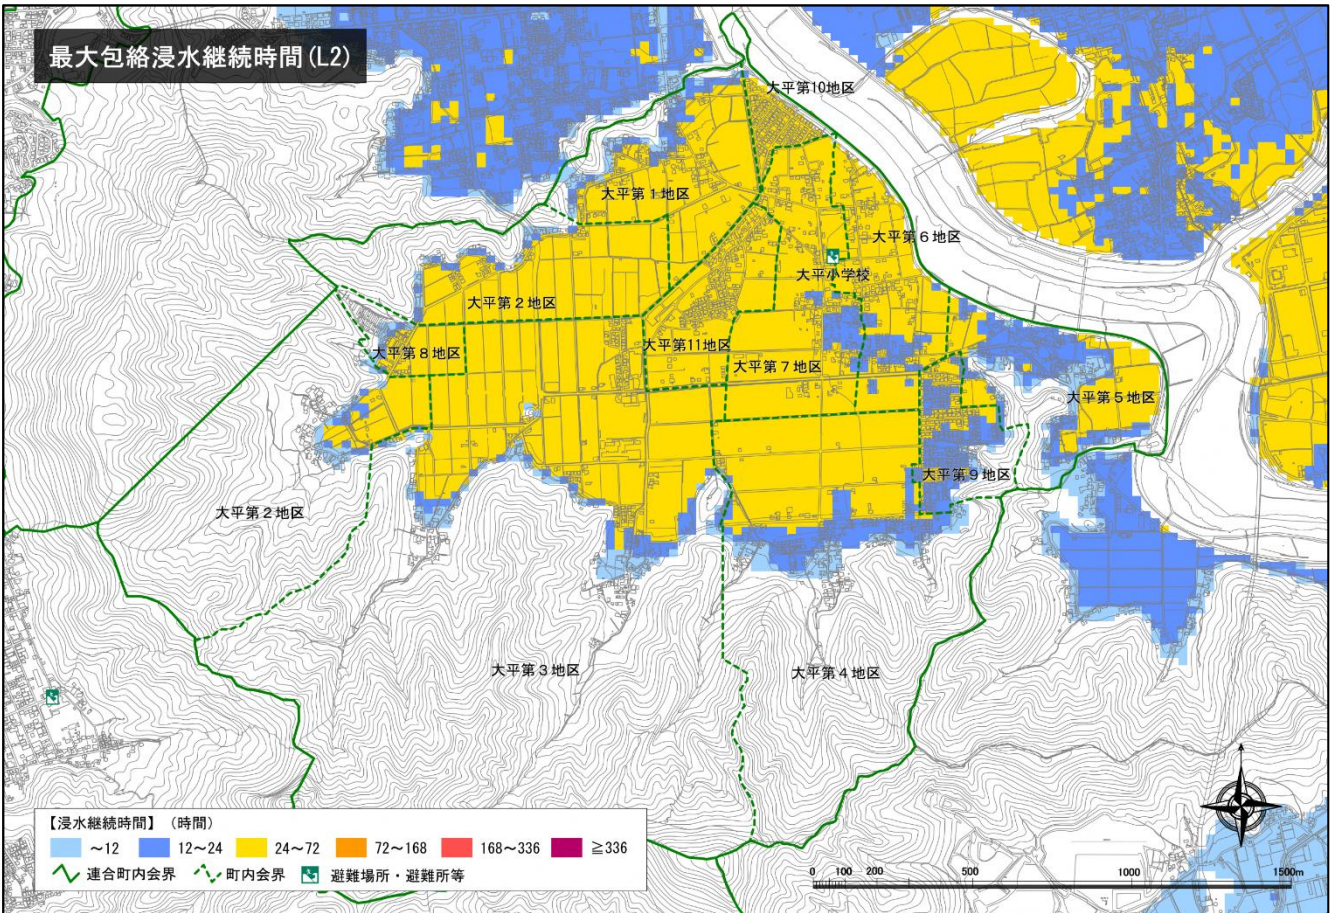 最大包絡浸水継続時間(L2)
大平第10地区
大平第１地区
大平第６地区
大平小学校
大平第２地区
大平第８地区
大平第11地区
大平第７地区
大平第５地区
大平第９地区
大平第２地区
大平第３地区
大平第４地区
【浸水継続時間】（時間）
～12 12～24 24～72 72～168 168～336 ≧336
連合町内会界 町内会界 避難場所・避難所等
0 100 200 500 1000 1500m